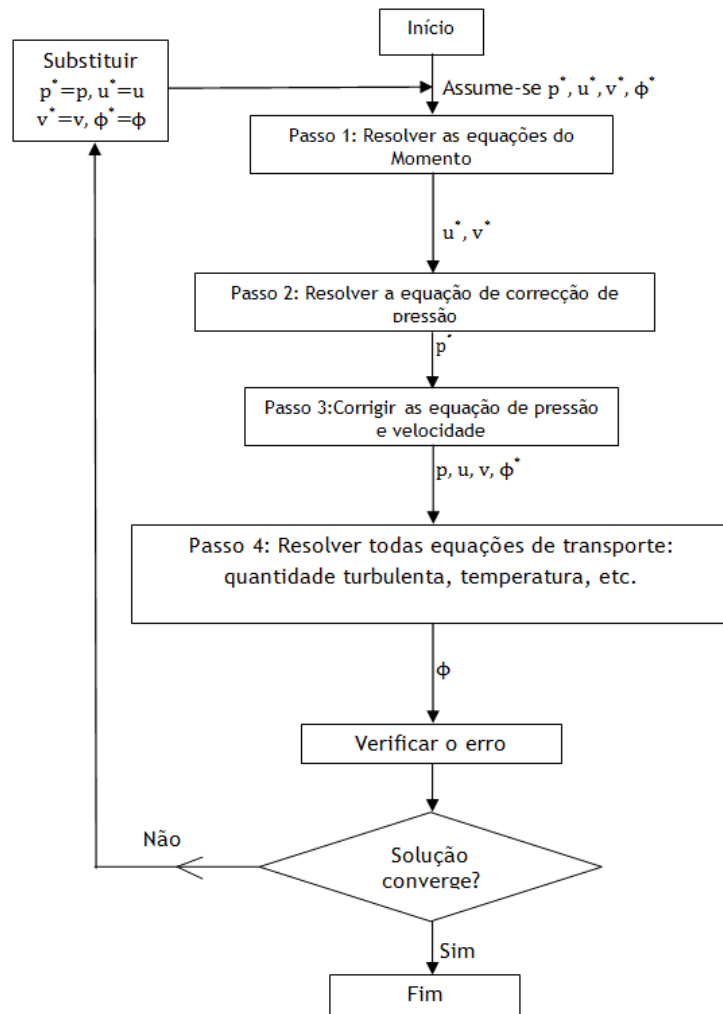 Início
Substituir
p*=p, u*=u
v*=v, ϕ*=ϕ
Assume-se p*, u*, v*, ϕ*
Passo 1: Resolver as equações do
Momento
u*, v*
Passo 2: Resolver a equação de correcção de
pressão
p*
Passo 3:Corrigir as equação de pressão
e velocidade
p, u, v, ϕ*
Passo 4: Resolver todas equações de transporte:
quantidade turbulenta, temperatura, etc.
ϕ
Verificar o erro
Não
Solução
converge?
Sim
Fim